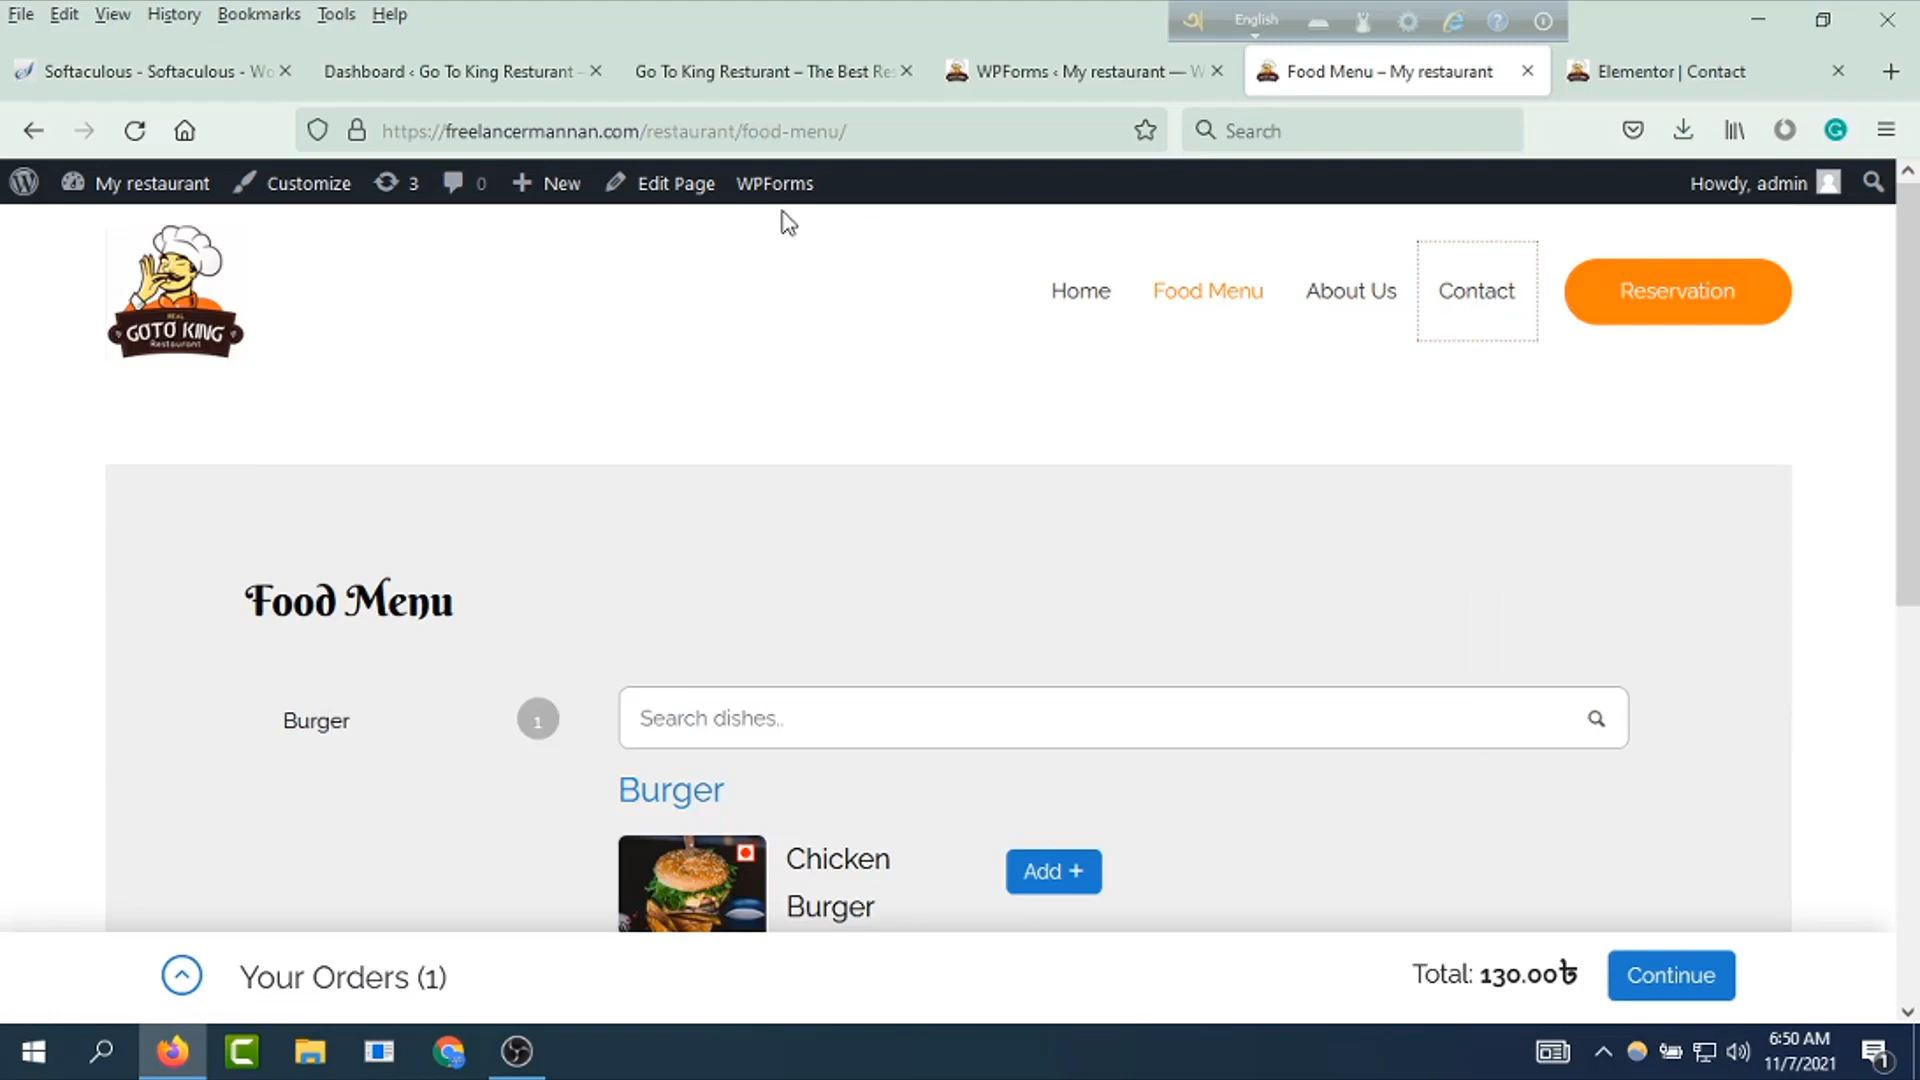 File Edit View History Bookmarks Tools Help
English
Softaculous - Softaculous - Wo
Dashboard ‹ Go To King Resturant -
Go To King Resturant – The Best Res
WPForms ‹ My restaurant — W
Food Menu – My restaurant
Elementor | Contact
https://freelancermannan.com/restaurant/food-menu/
Search
My restaurant Customize 3 0 New Edit Page WPForms
Howdy, admin
REAL
GOTO KING
Restaurant
Home Food Menu About Us Contact Reservation
Food Menu
Burger 1
Search dishes..
Burger
Chicken
Burger
Add +
Your Orders (1)
Total: 130.00৳
Continue
6:50 AM
11/7/2021
1